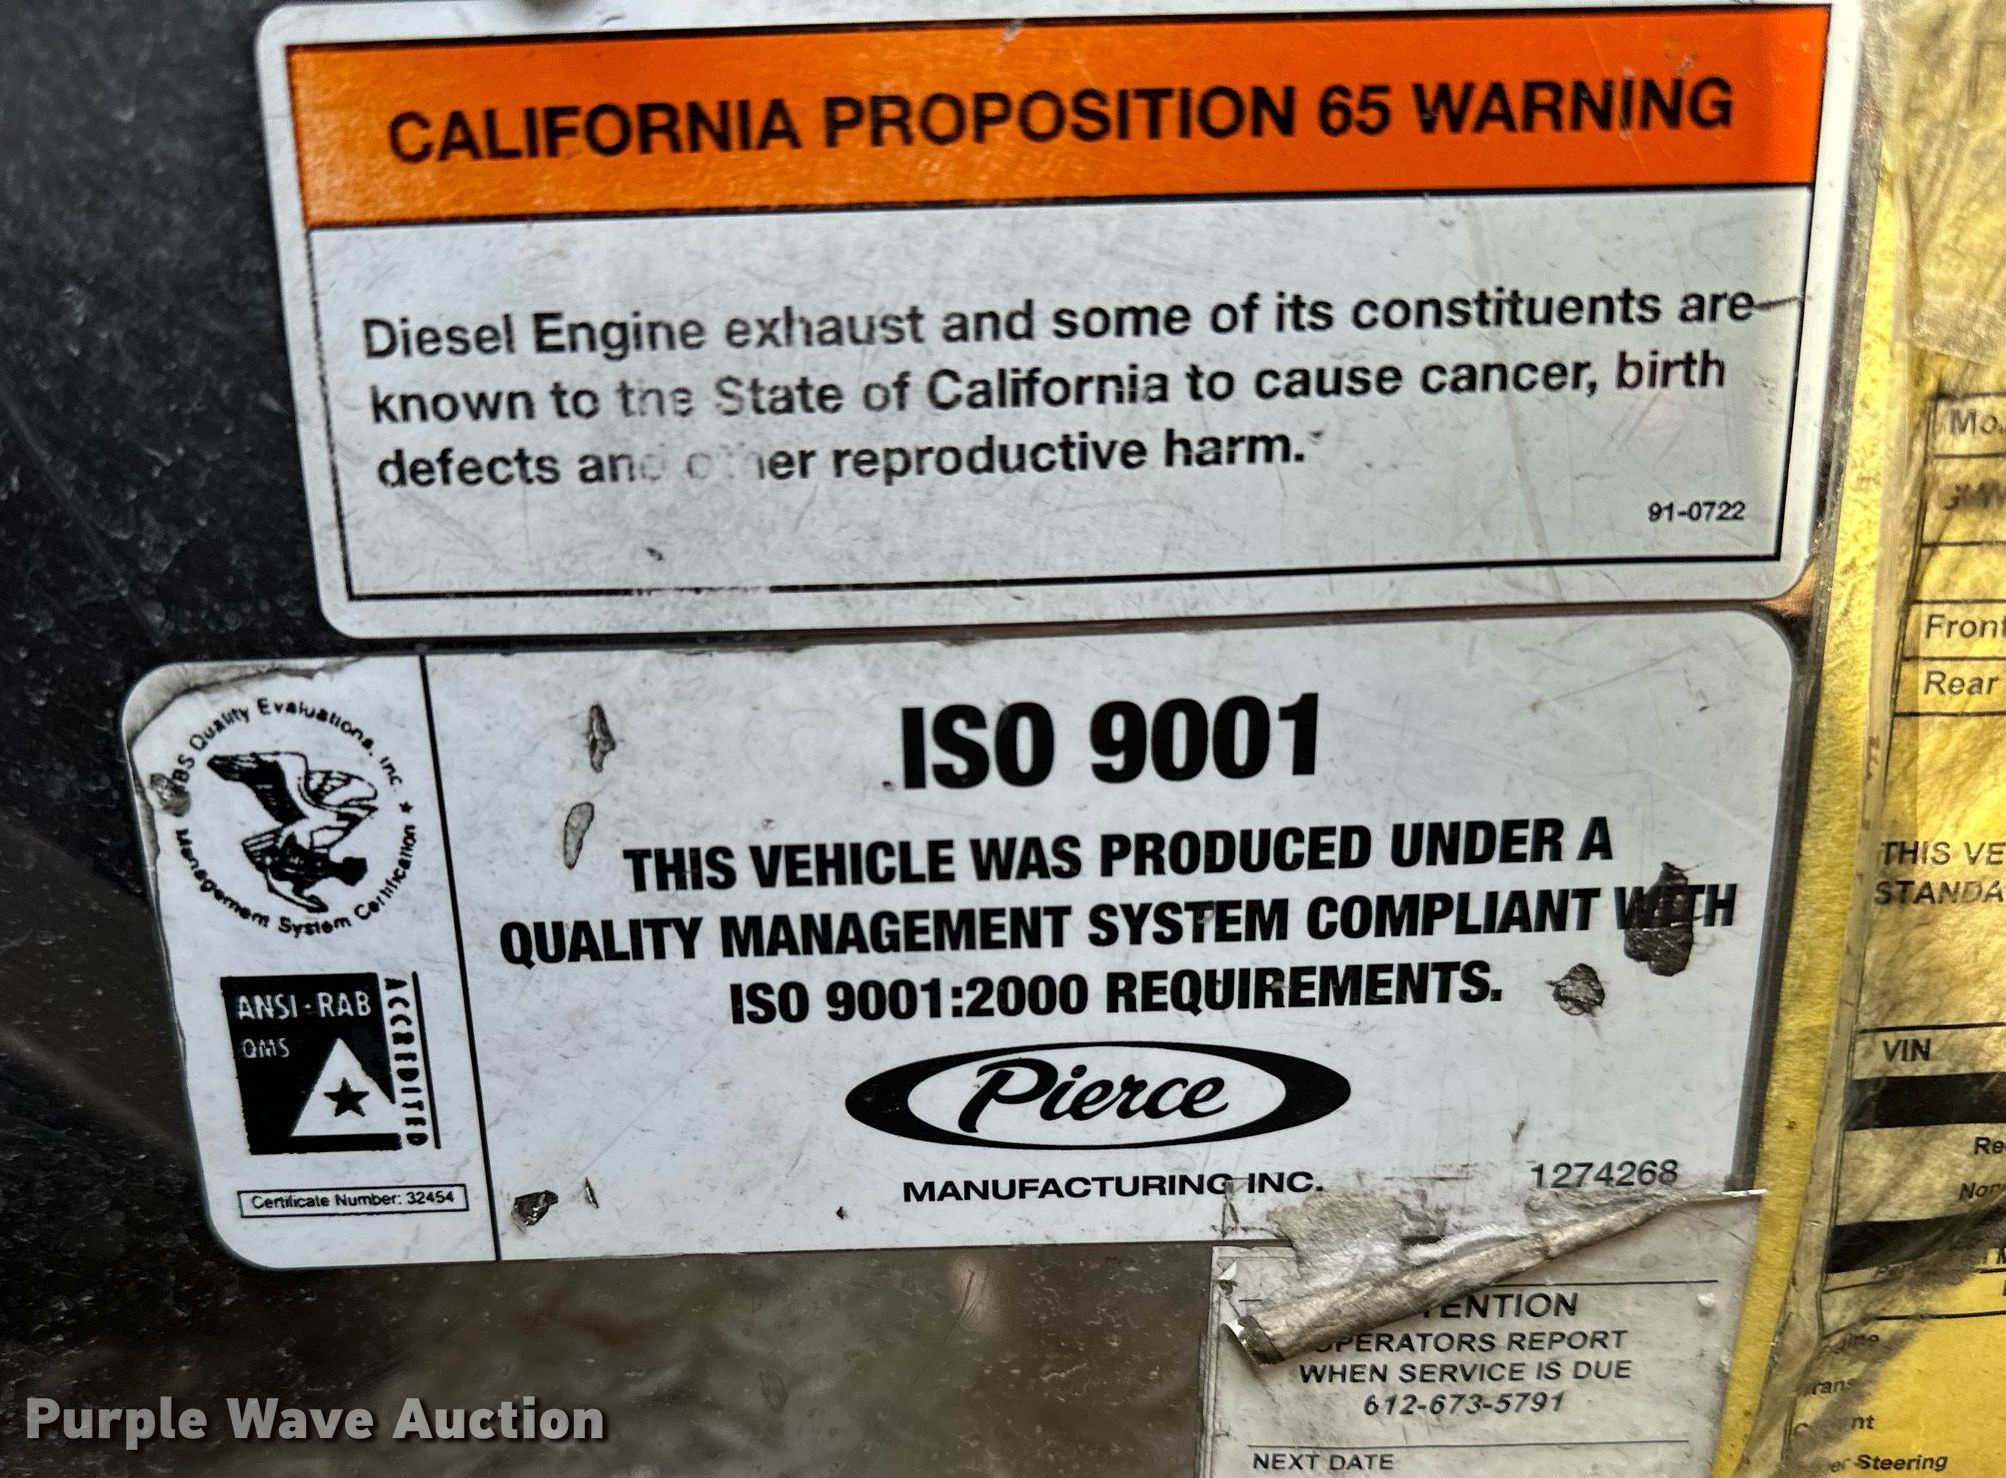 CALIFORNIA PROPOSITION 65 WARNING
Diesel Engine exhaust and some of its constituents are
known to the State of California to cause cancer, birth
defects and other reproductive harm.
91-0722
ABS Quality Evaluations, Inc.
Management System Certification
ANSI-RAB
QMS
ACCREDITED
Certificate Number: 32454
ISO 9001
THIS VEHICLE WAS PRODUCED UNDER A
QUALITY MANAGEMENT SYSTEM COMPLIANT WITH
ISO 9001:2000 REQUIREMENTS.
Pierce
MANUFACTURING INC.
1274268
TENTION
OPERATORS REPORT
WHEN SERVICE IS DUE
612-673-5791
NEXT DATE
Front
Rear
THIS VE
STANDA
VIN
Steering
Purple Wave Auction